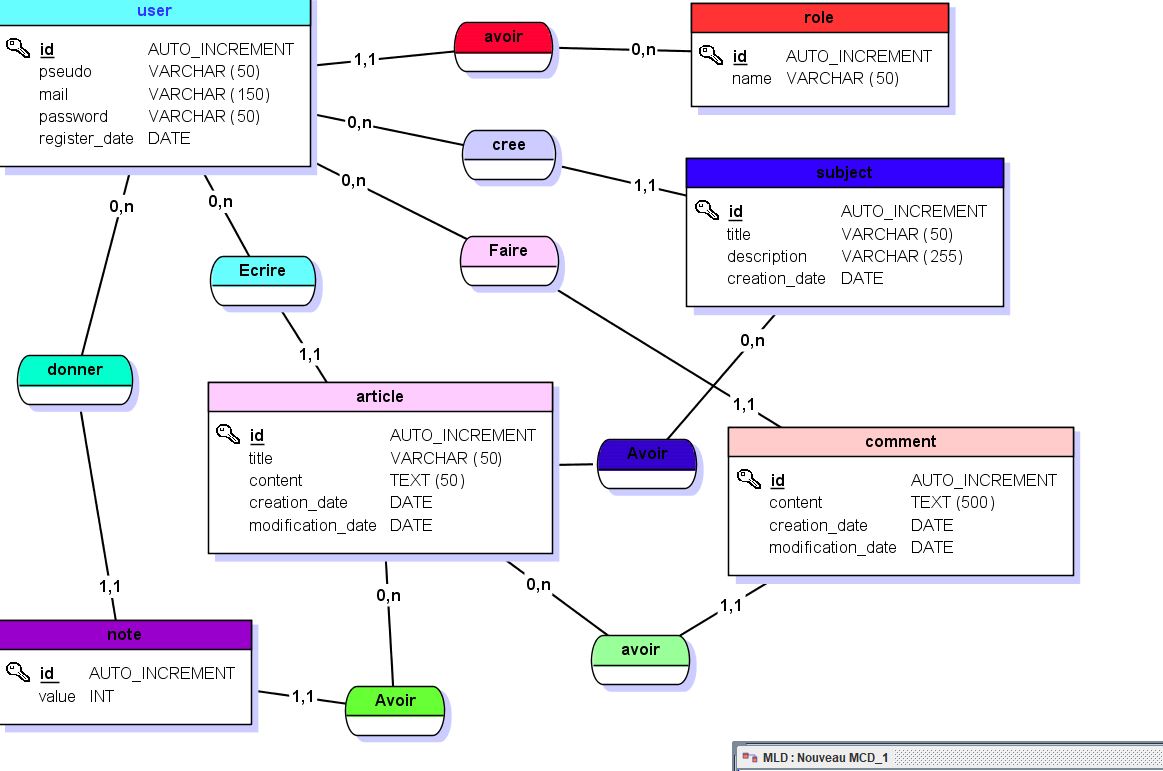 user
id AUTO_INCREMENT
pseudo VARCHAR (50)
mail VARCHAR (150)
password VARCHAR (50)
register_date DATE
1,1
avoir
0,n
role
id AUTO_INCREMENT
name VARCHAR (50)
0,n
cree
1,1
subject
id AUTO_INCREMENT
title VARCHAR (50)
description VARCHAR (255)
creation_date DATE
0,n
Faire
0,n
0,n
Ecrire
0,n
1,1
donner
1,1
article
id AUTO_INCREMENT
title VARCHAR (50)
content TEXT (50)
creation_date DATE
modification_date DATE
Avoir
comment
id AUTO_INCREMENT
content TEXT (500)
creation_date DATE
modification_date DATE
1,1
0,n
0,n
1,1
note
id AUTO_INCREMENT
value INT
1,1
Avoir
avoir
MLD : Nouveau MCD_1